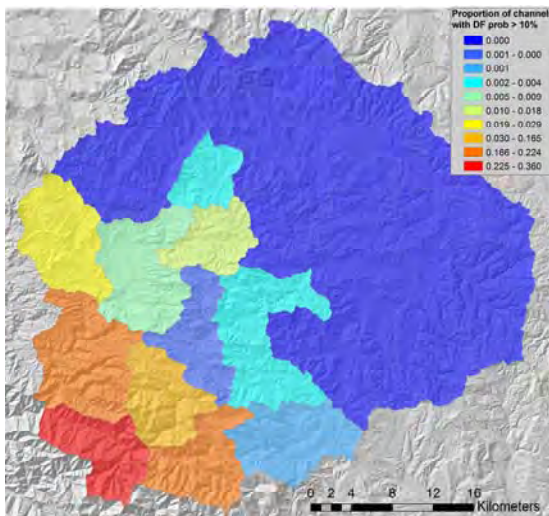 Proportion of channel
with DF prob > 10%
0.000
0.001 - 0.000
0.001
0.002 - 0.004
0.005 - 0.009
0.010 - 0.018
0.019 - 0.029
0.030 - 0.165
0.166 - 0.224
0.225 - 0.360
0 2 4 8 12 16
Kilometers